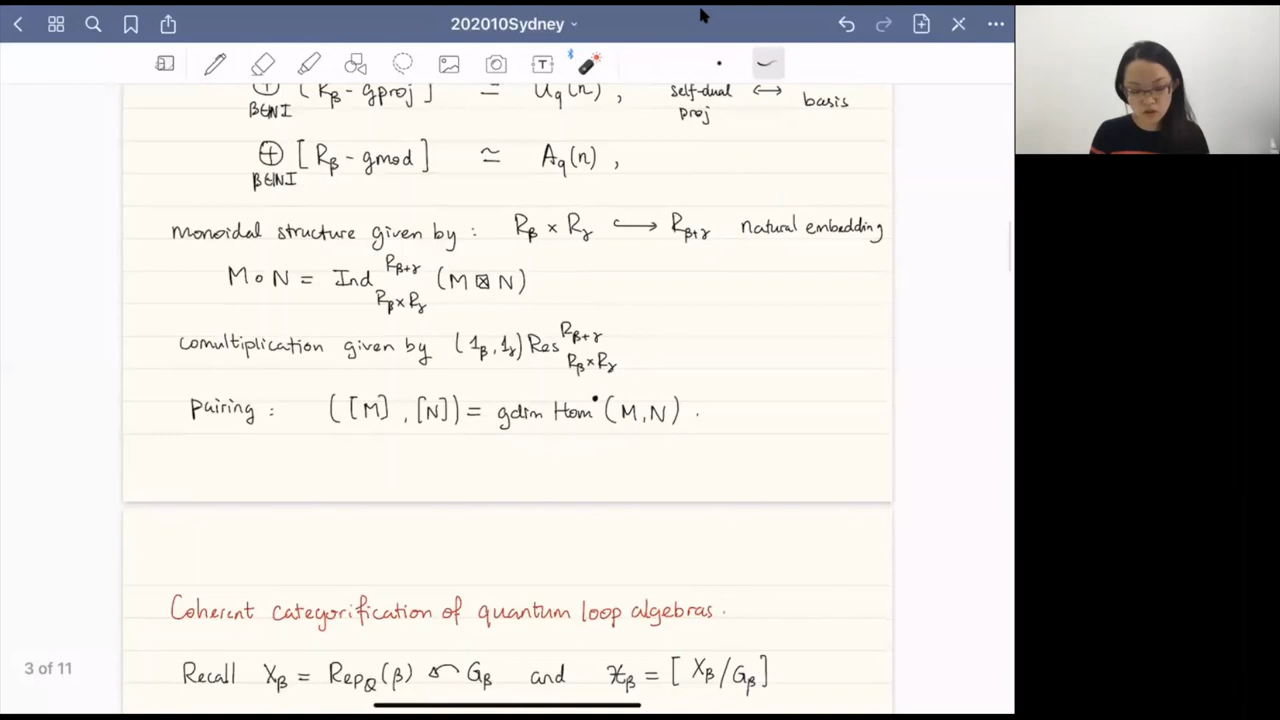 202010Sydney
⊕ [R_β - gproj] ≃ U_q(n), self-dual proj ⟷ basis
β∈ℕI
⊕ [R_β - gmod] ≃ A_q(n),
β∈ℕI
monoidal structure given by : R_β × R_γ ↪ R_{β+γ} natural embedding
M ∘ N = Ind^{R_{β+γ}}_{R_β×R_γ} (M ⊠ N)
comultiplication given by (1_β, 1_γ) Res^{R_{β+γ}}_{R_β×R_γ}
Pairing : ([M], [N]) = gdim Hom^•(M, N).
Coherent categorification of quantum loop algebras.
Recall X_β = Rep_Q(β) ↶ G_β and 𝒳_β = [X_β/G_β]
3 of 11